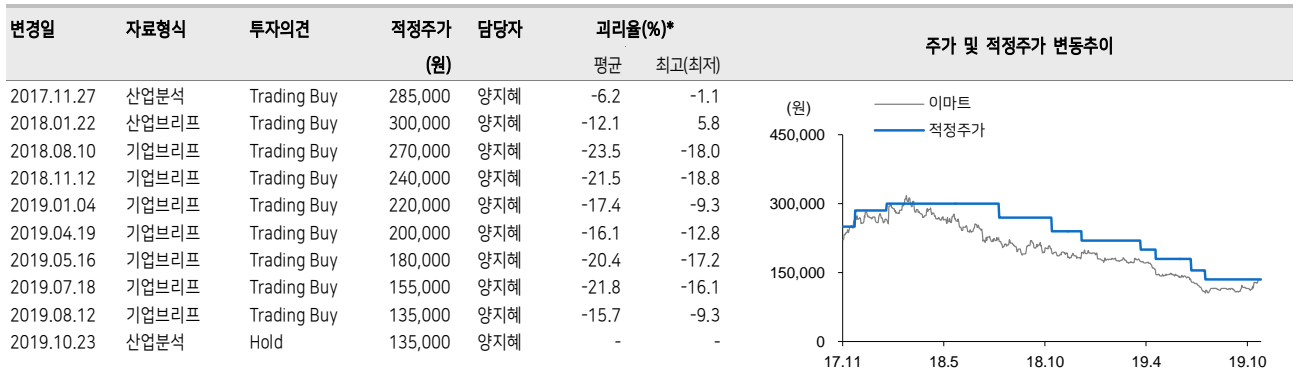 변경일 자료형식 투자의견 적정주가 담당자 괴리율(%)* 주가 및 적정주가 변동추이
(원) 평균 최고(최저)
2017.11.27 산업분석 Trading Buy 285,000 양지혜 -6.2 -1.1
2018.01.22 산업브리프 Trading Buy 300,000 양지혜 -12.1 5.8
2018.08.10 기업브리프 Trading Buy 270,000 양지혜 -23.5 -18.0
2018.11.12 기업브리프 Trading Buy 240,000 양지혜 -21.5 -18.8
2019.01.04 기업브리프 Trading Buy 220,000 양지혜 -17.4 -9.3
2019.04.19 기업브리프 Trading Buy 200,000 양지혜 -16.1 -12.8
2019.05.16 기업브리프 Trading Buy 180,000 양지혜 -20.4 -17.2
2019.07.18 기업브리프 Trading Buy 155,000 양지혜 -21.8 -16.1
2019.08.12 기업브리프 Trading Buy 135,000 양지혜 -15.7 -9.3
2019.10.23 산업분석 Hold 135,000 양지혜 - -
(원)
이마트
적정주가
450,000
300,000
150,000
0
17.11 18.5 18.10 19.4 19.10